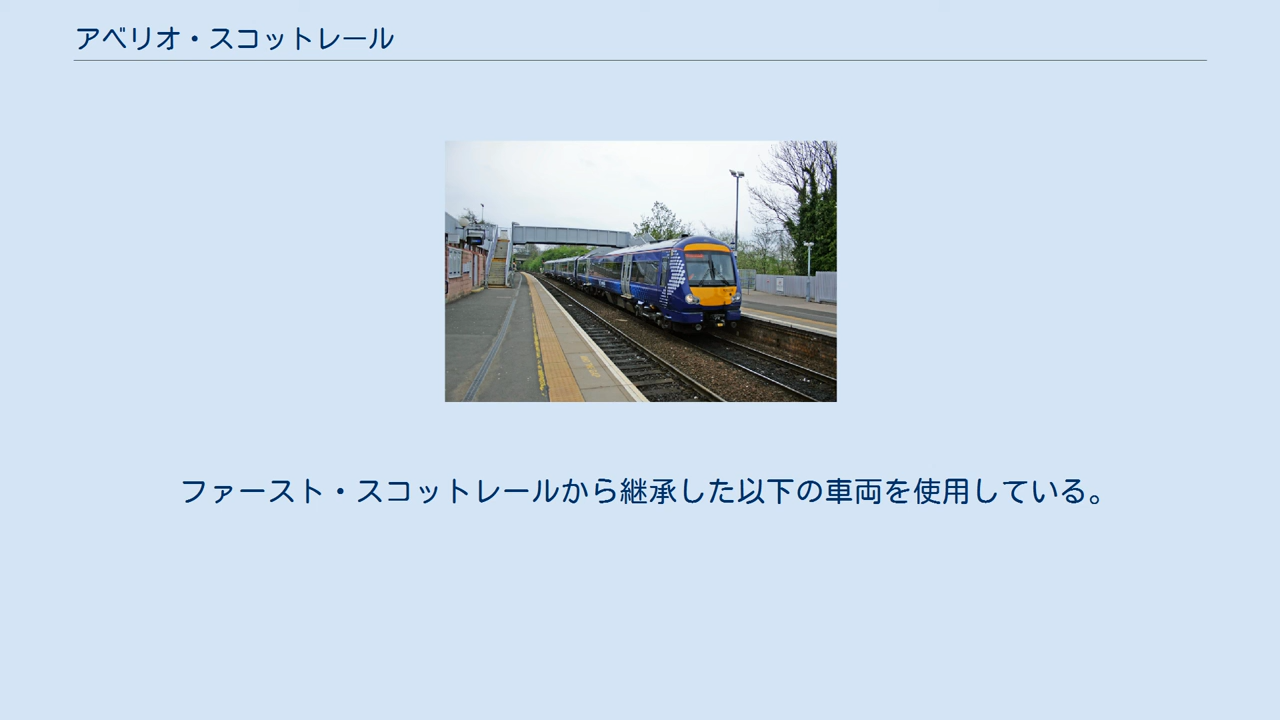 アベリオ・スコットレール
ファースト・スコットレールから継承した以下の車両を使用している。